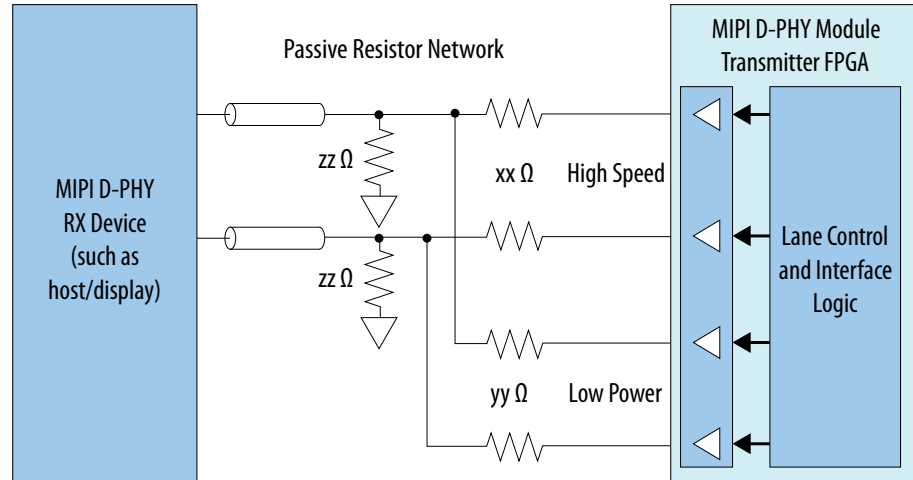 Passive Resistor Network
MIPI D-PHY Module
Transmitter FPGA
MIPI D-PHY
RX Device
(such as
host/display)
zz Ω
zz Ω
xx Ω
High Speed
yy Ω
Low Power
Lane Control
and Interface
Logic